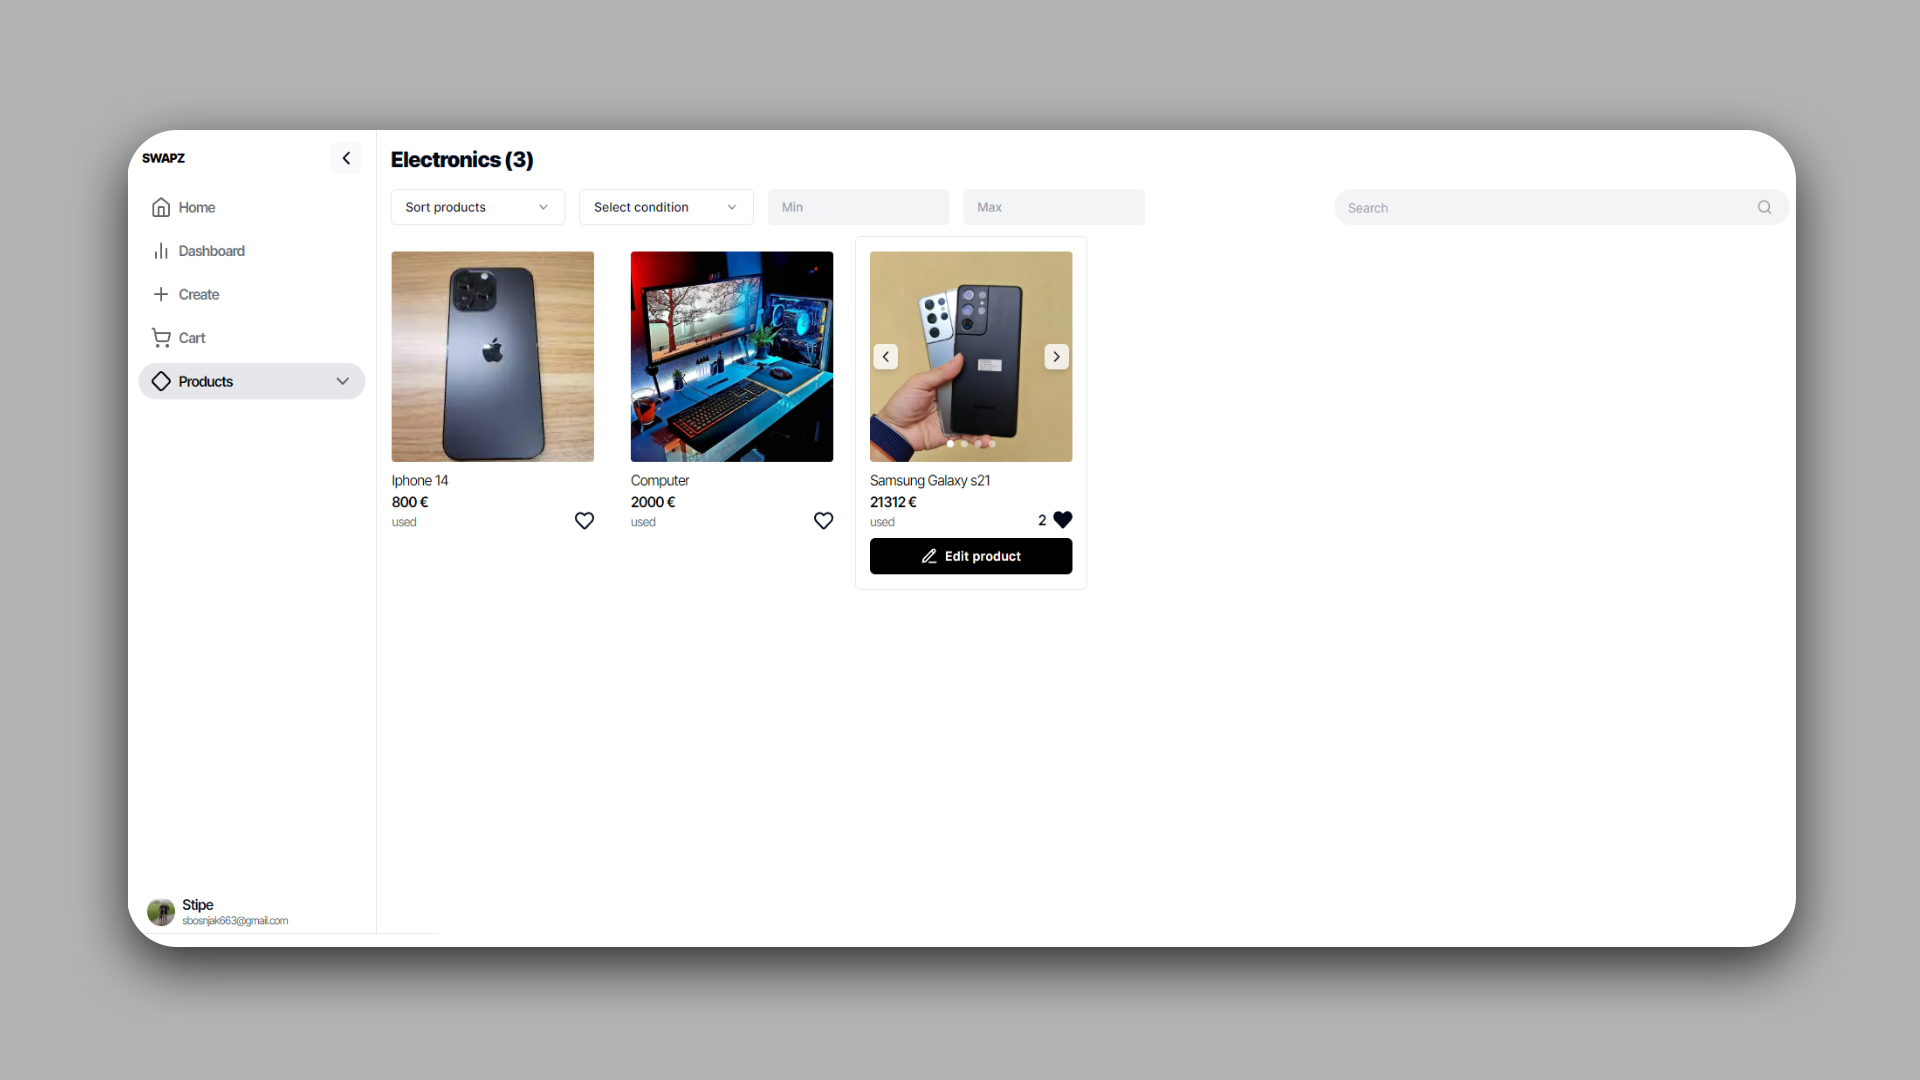 SWAPZ
Home
Dashboard
Create
Cart
Products
Stipe
sbosnjak663@gmail.com
Electronics (3)
Sort products
Select condition
Min
Max
Search
Iphone 14
800 €
used
Computer
2000 €
used
Samsung Galaxy s21
21312 €
used
2
Edit product